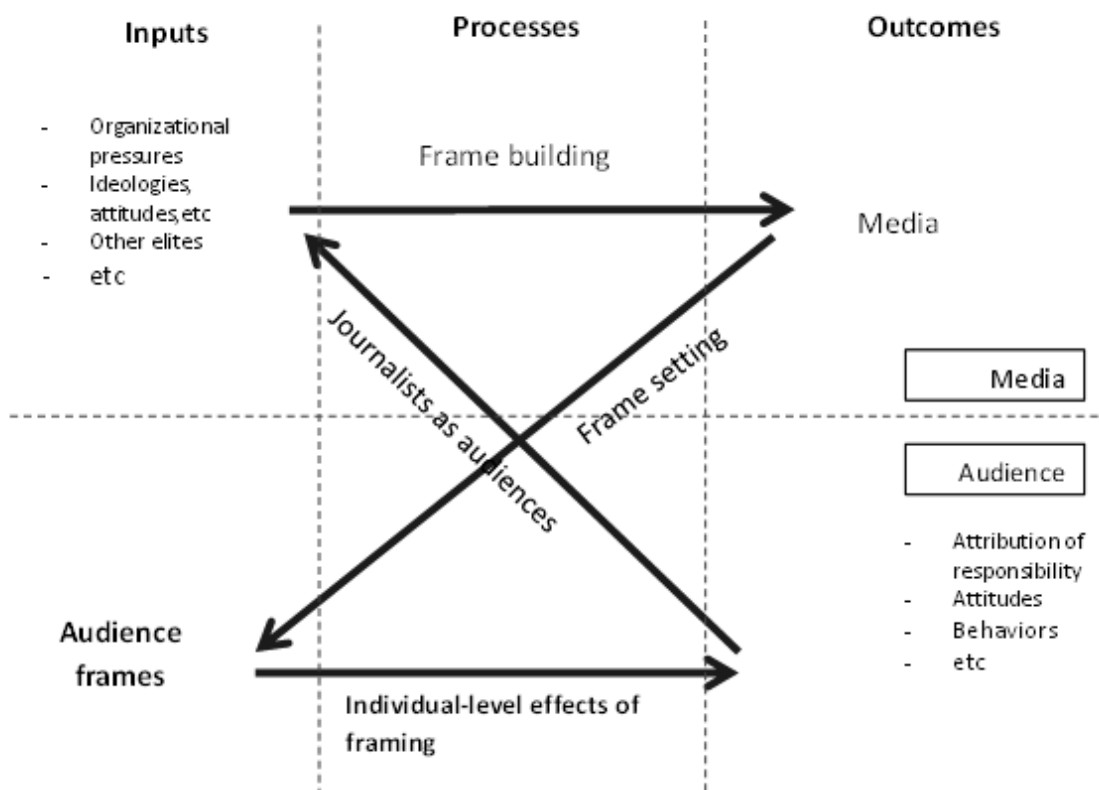 Inputs
Processes
Outcomes
- Organizational
pressures
- Ideologies,
attitudes,etc
- Other elites
- etc
Frame building
Media
Journalists as audiences
Frame setting
Media
Audience
- Attribution of
responsibility
- Attitudes
- Behaviors
- etc
Audience
frames
Individual-level effects of
framing